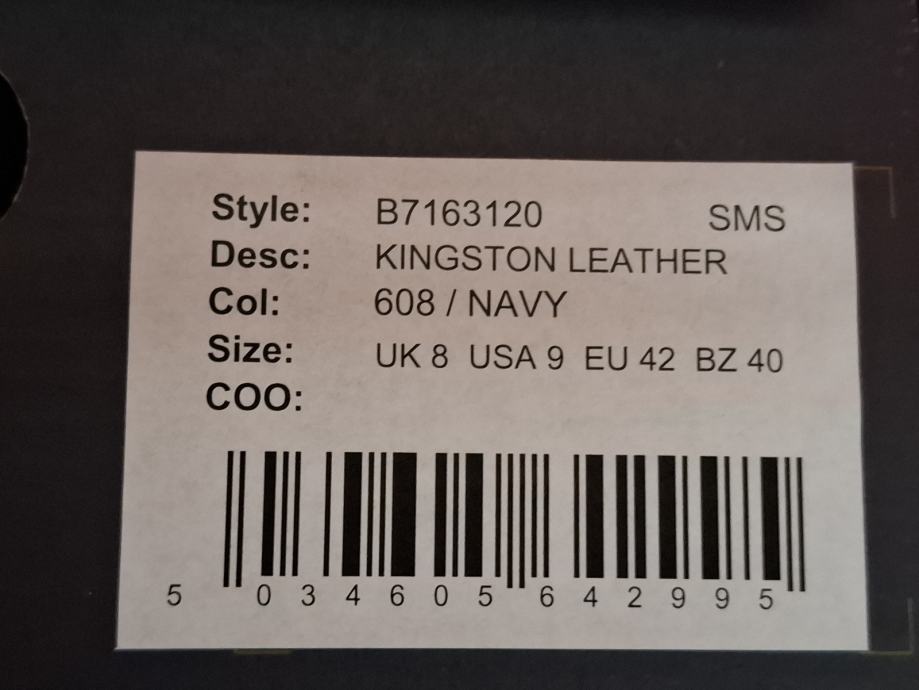 Style: B7163120 SMS
Desc: KINGSTON LEATHER
Col: 608 / NAVY
Size: UK 8 USA 9 EU 42 BZ 40
COO:
5 034605 642995